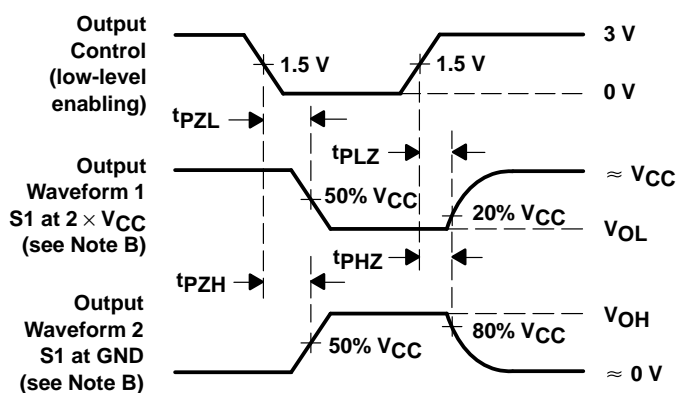 Output
Control
(low-level
enabling)
1.5 V
1.5 V
3 V
0 V
tPZL
tPLZ
Output
Waveform 1
S1 at 2 × VCC
(see Note B)
50% VCC
20% VCC
≈ VCC
VOL
tPZH
tPHZ
Output
Waveform 2
S1 at GND
(see Note B)
50% VCC
80% VCC
VOH
≈ 0 V